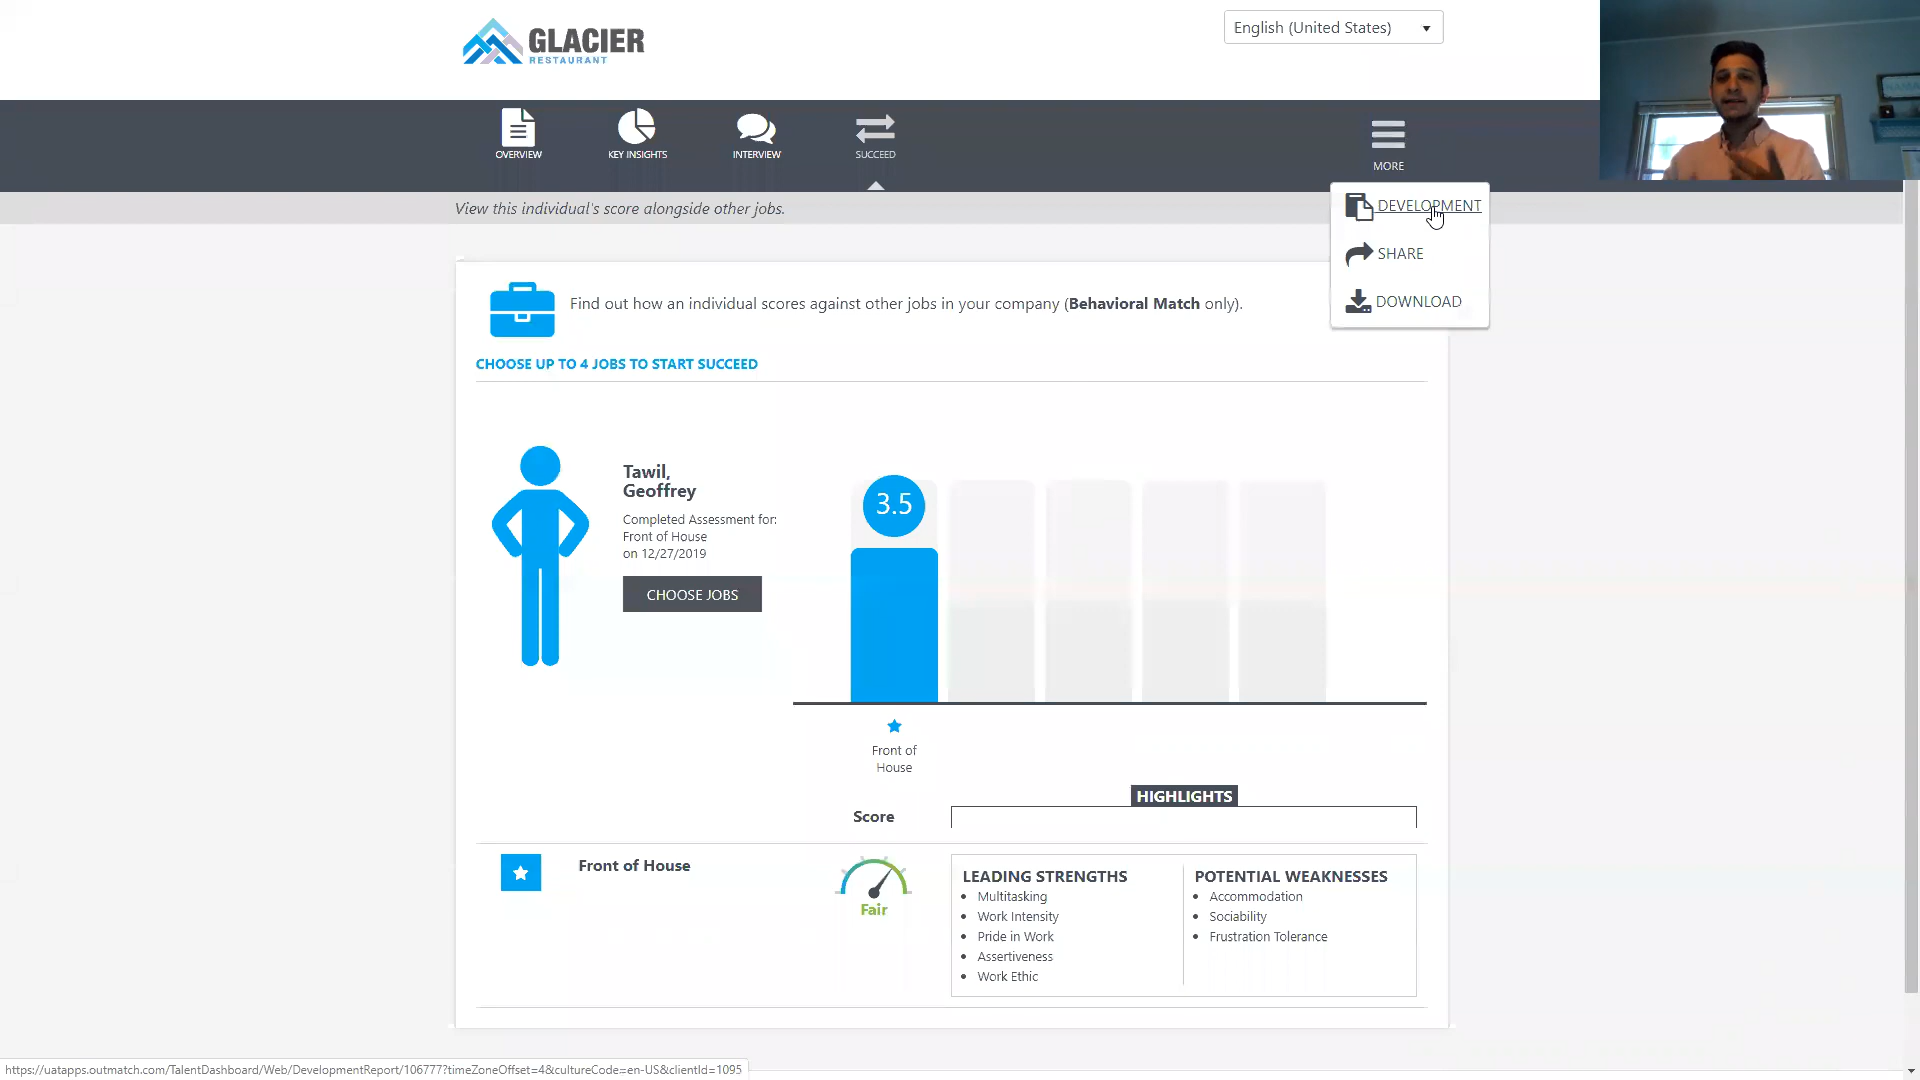 GLACIER
RESTAURANT
English (United States)
OVERVIEW
KEY INSIGHTS
INTERVIEW
SUCCEED
MORE
View this individual's score alongside other jobs.
DEVELOPMENT
SHARE
DOWNLOAD
Find out how an individual scores against other jobs in your company (Behavioral Match only).
CHOOSE UP TO 4 JOBS TO START SUCCEED
Tawil,
Geoffrey
Completed Assessment for:
Front of House
on 12/27/2019
CHOOSE JOBS
3.5
Front of
House
HIGHLIGHTS
Score
Front of House
Fair
LEADING STRENGTHS
• Multitasking
• Work Intensity
• Pride in Work
• Assertiveness
• Work Ethic
POTENTIAL WEAKNESSES
• Accommodation
• Sociability
• Frustration Tolerance
https://uatapps.outmatch.com/TalentDashboard/Web/DevelopmentReport/106777?timeZoneOffset=4&cultureCode=en-US&clientId=1095